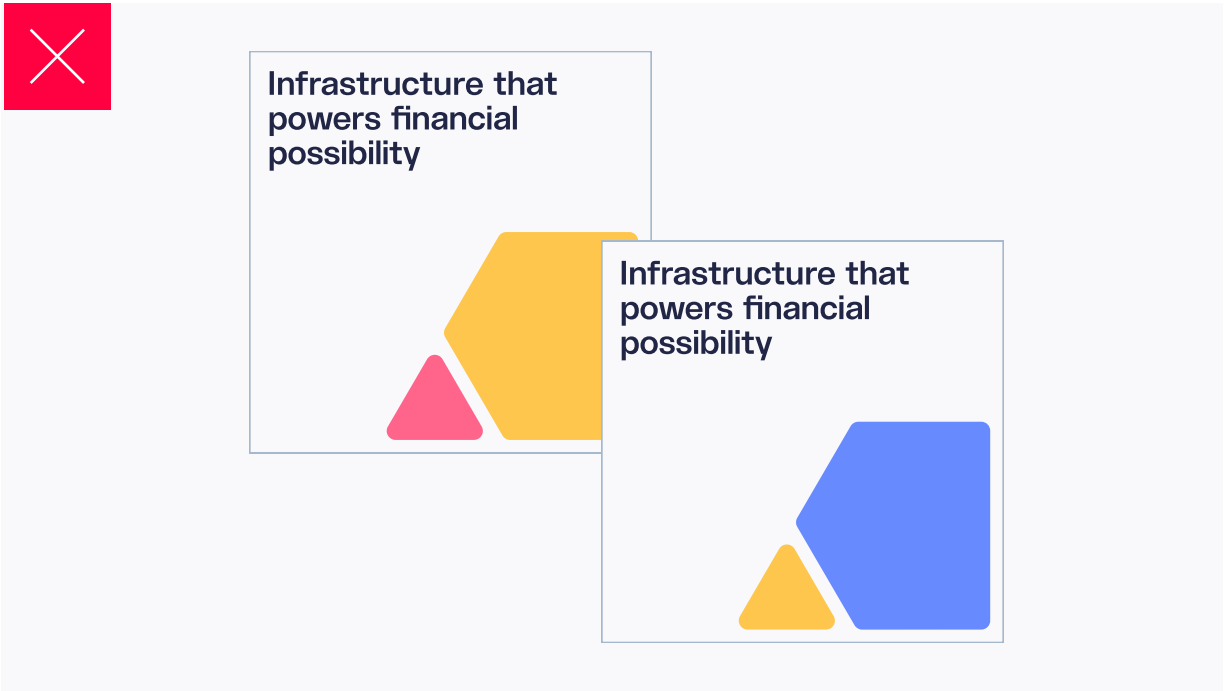 Infrastructure that
powers financial
possibility
Infrastructure that
powers financial
possibility